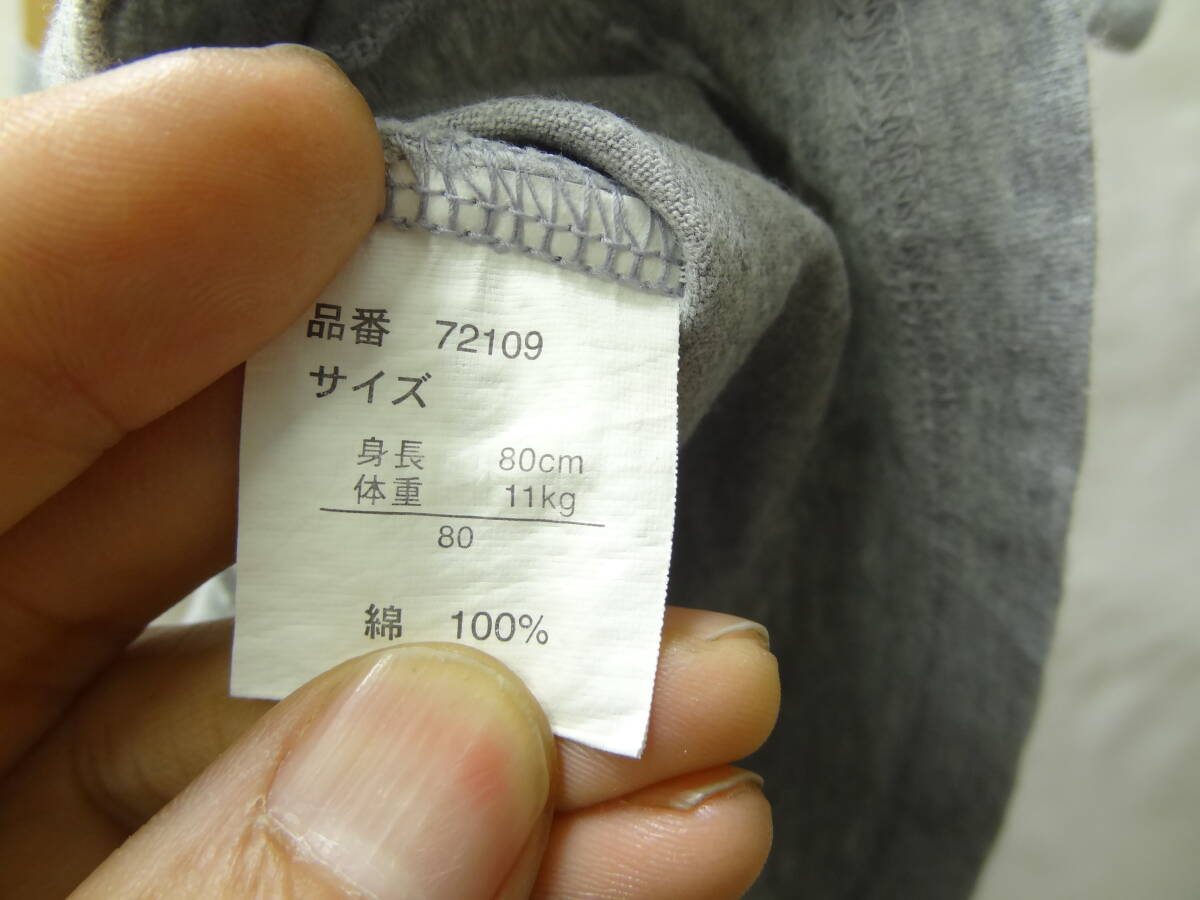 品番 72109
サイズ
身長 80cm
体重 11kg
80
綿 100%